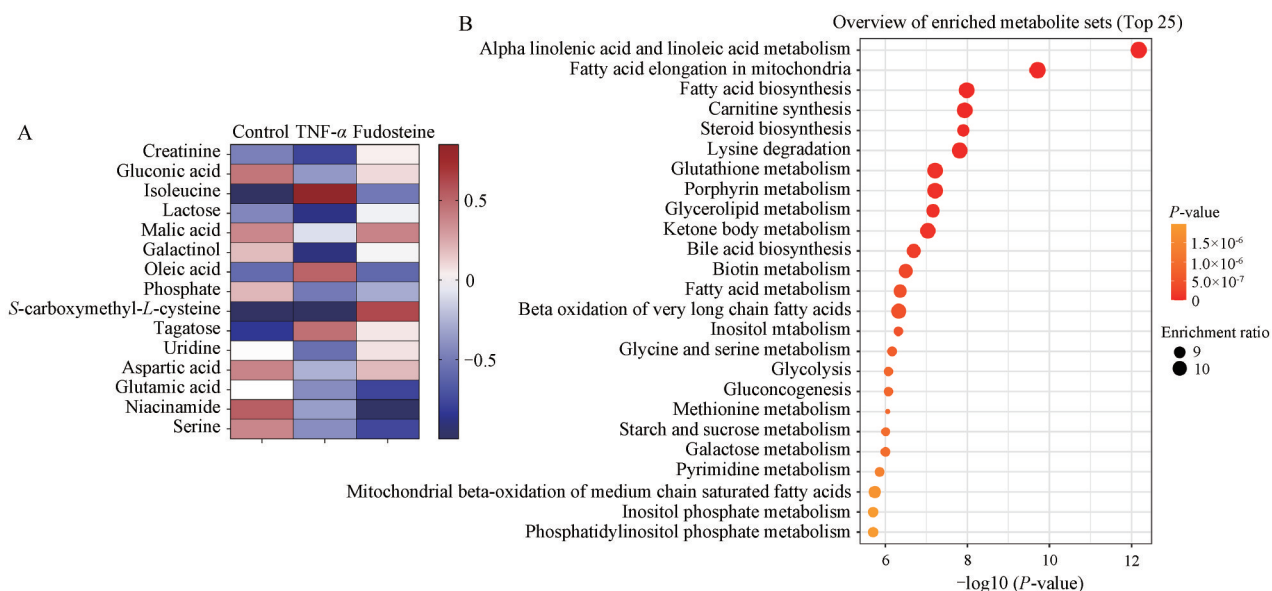 A
Control TNF-α Fudosteine
Creatinine
Gluconic acid
Isoleucine
Lactose
Malic acid
Galactinol
Oleic acid
Phosphate
S-carboxymethyl-L-cysteine
Tagatose
Uridine
Aspartic acid
Glutamic acid
Niacinamide
Serine
0.5
0
−0.5
B
Overview of enriched metabolite sets (Top 25)
Alpha linolenic acid and linoleic acid metabolism
Fatty acid elongation in mitochondria
Fatty acid biosynthesis
Carnitine synthesis
Steroid biosynthesis
Lysine degradation
Glutathione metabolism
Porphyrin metabolism
Glycerolipid metabolism
Ketone body metabolism
Bile acid biosynthesis
Biotin metabolism
Fatty acid metabolism
Beta oxidation of very long chain fatty acids
Inositol mtabolism
Glycine and serine metabolism
Glycolysis
Gluconcogenesis
Methionine metabolism
Starch and sucrose metabolism
Galactose metabolism
Pyrimidine metabolism
Mitochondrial beta-oxidation of medium chain saturated fatty acids
Inositol phosphate metabolism
Phosphatidylinositol phosphate metabolism
6 8 10 12
−log10 (P-value)
P-value
1.5×10⁻⁶
1.0×10⁻⁶
5.0×10⁻⁷
0
Enrichment ratio
9
10